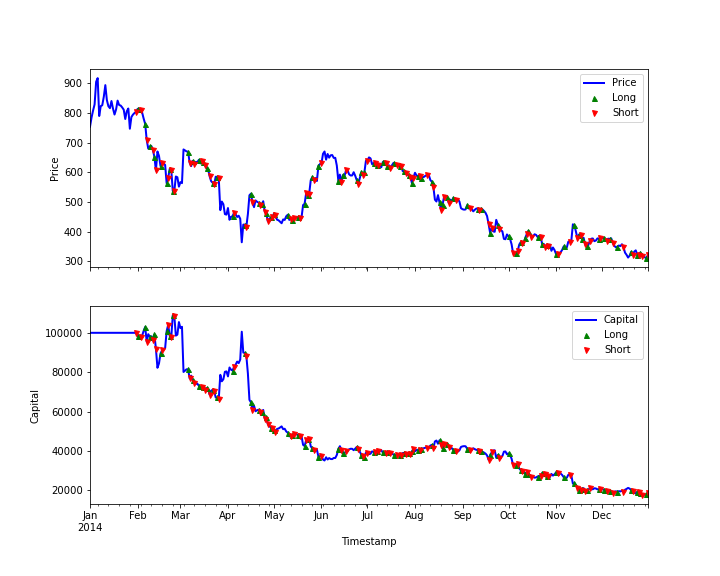 900
800
700
600
500
400
300
Price
Price
Long
Short
100000
80000
60000
40000
20000
Capital
Capital
Long
Short
Jan Feb Mar Apr May Jun Jul Aug Sep Oct Nov Dec
2014
Timestamp